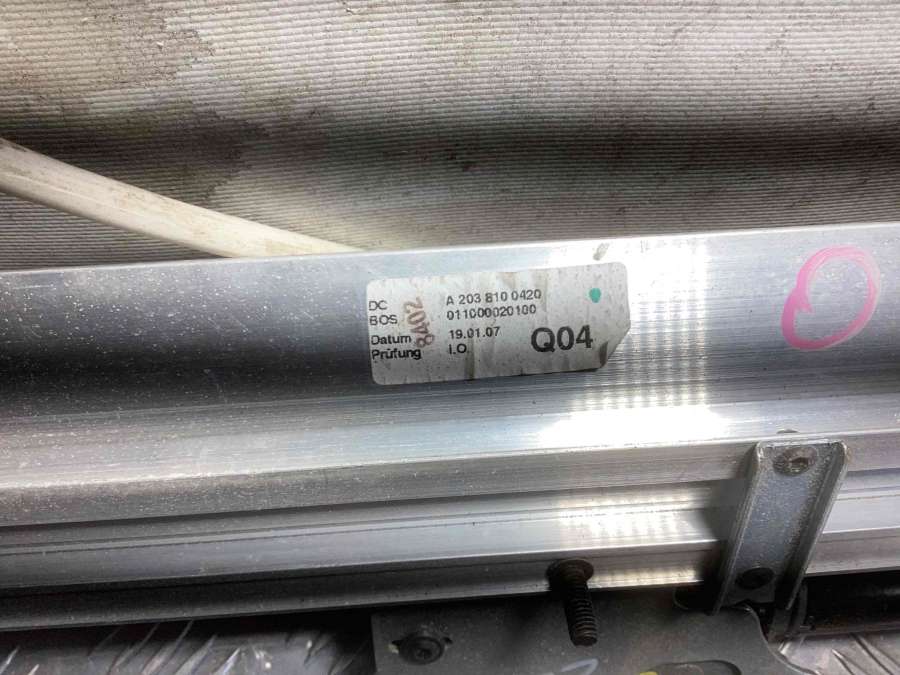 DC A 203 810 0420
BOS 011000020100
Datum 19.01.07
Prüfung I.O. Q04
8402